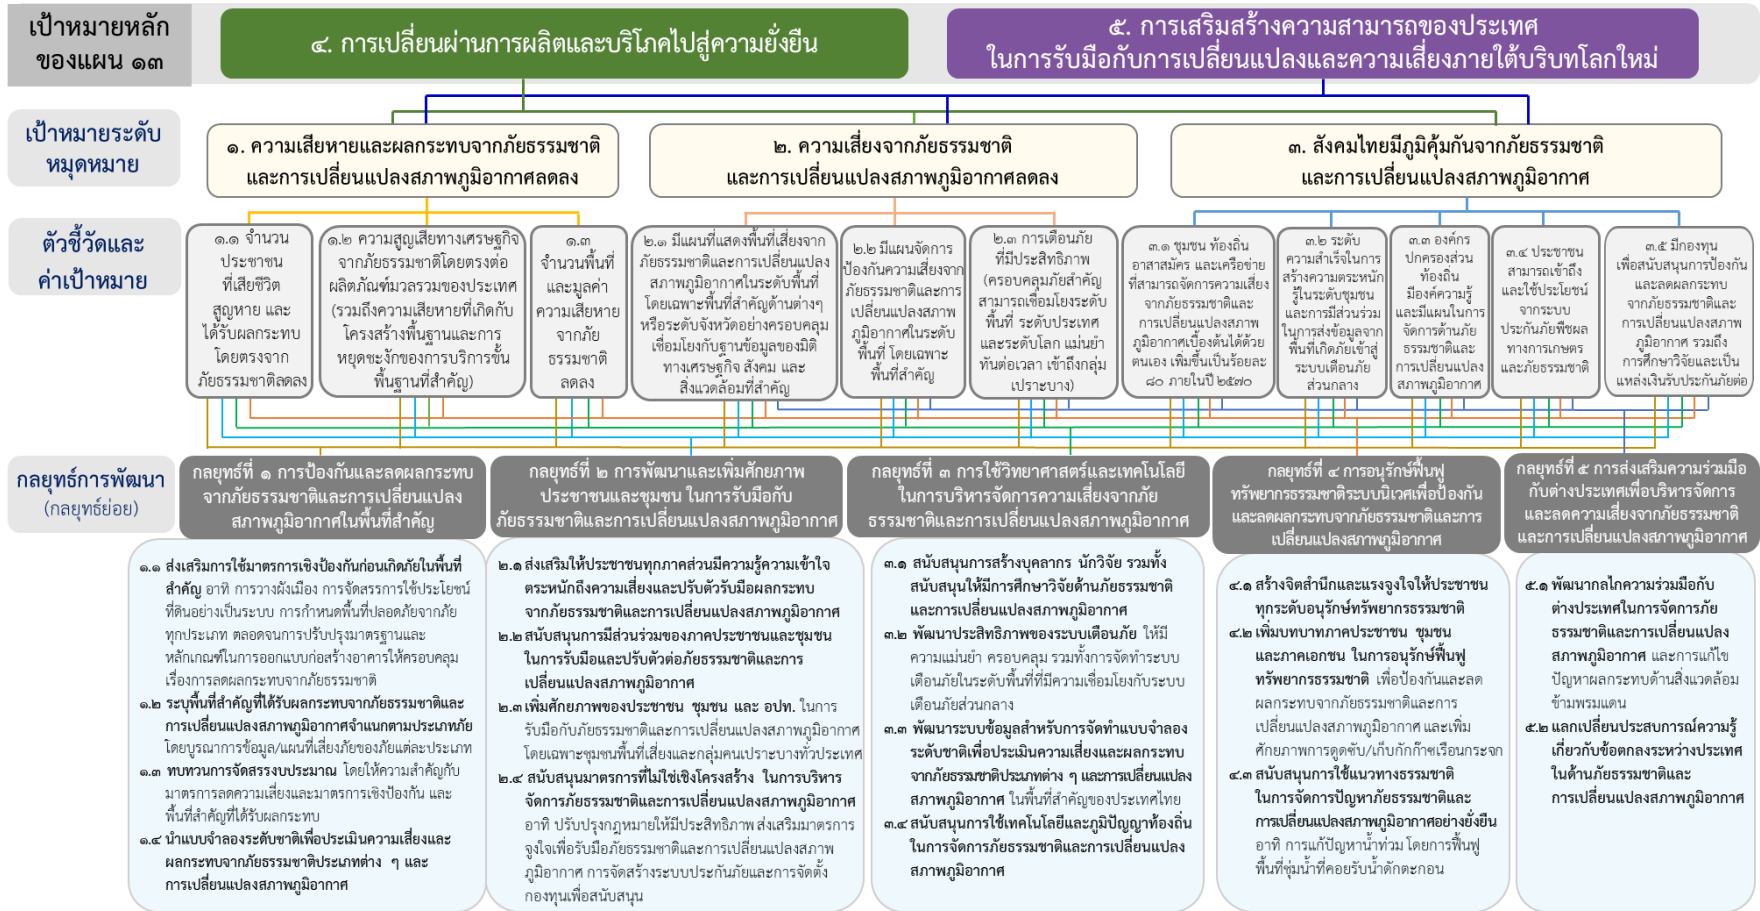 เป้าหมายหลัก
ของแผน ๑๓
๔. การเปลี่ยนผ่านการผลิตและบริโภคไปสู่ความยั่งยืน
๕. การเสริมสร้างความสามารถของประเทศ
ในการรับมือกับการเปลี่ยนแปลงและความเสี่ยงภายใต้บริบทโลกใหม่
เป้าหมายระดับ
หมุดหมาย
๑. ความเสียหายและผลกระทบจากภัยธรรมชาติ
และการเปลี่ยนแปลงสภาพภูมิอากาศลดลง
๒. ความเสี่ยงจากภัยธรรมชาติ
และการเปลี่ยนแปลงสภาพภูมิอากาศลดลง
๓. สังคมไทยมีภูมิคุ้มกันจากภัยธรรมชาติ
และการเปลี่ยนแปลงสภาพภูมิอากาศ
ตัวชี้วัดและ
ค่าเป้าหมาย
๑.๑ จำนวน
ประชาชน
ที่เสียชีวิต
สูญหาย และ
ได้รับผลกระทบ
โดยตรงจาก
ภัยธรรมชาติลดลง
๑.๒ ความสูญเสียทางเศรษฐกิจ
จากภัยธรรมชาติโดยตรงต่อ
ผลิตภัณฑ์มวลรวมของประเทศ
(รวมถึงความเสียหายที่เกิดกับ
โครงสร้างพื้นฐานและการ
หยุดชะงักของการบริการขั้น
พื้นฐานที่สำคัญ)
๑.๓
จำนวนพื้นที่
และมูลค่า
ความเสียหาย
จากภัย
ธรรมชาติ
ลดลง
๒.๑ มีแผนที่แสดงพื้นที่เสี่ยงจาก
ภัยธรรมชาติและการเปลี่ยนแปลง
สภาพภูมิอากาศในระดับพื้นที่
โดยเฉพาะพื้นที่สำคัญด้านต่างๆ
หรือระดับจังหวัดอย่างครอบคลุม
เชื่อมโยงกับฐานข้อมูลของมิติ
ทางเศรษฐกิจ สังคม และ
สิ่งแวดล้อมที่สำคัญ
๒.๒ มีแผนจัดการ
ป้องกันความเสี่ยงจาก
ภัยธรรมชาติและการ
เปลี่ยนแปลงสภาพ
ภูมิอากาศในระดับ
พื้นที่ โดยเฉพาะ
พื้นที่สำคัญ
๒.๓ การเตือนภัย
ที่มีประสิทธิภาพ
(ครอบคลุมภัยสำคัญ
สามารถเชื่อมโยงระดับ
พื้นที่ ระดับประเทศ
และระดับโลก แม่นยำ
ทันต่อเวลา เข้าถึงกลุ่ม
เปราะบาง)
๓.๑ ชุมชน ท้องถิ่น
อาสาสมัคร และเครือข่าย
ที่สามารถจัดการความเสี่ยง
จากภัยธรรมชาติและ
การเปลี่ยนแปลงสภาพ
ภูมิอากาศเบื้องต้นได้ด้วย
ตนเอง เพิ่มขึ้นเป็นร้อยละ
๘๐ ภายในปี ๒๕๗๐
๓.๒ ระดับ
ความสำเร็จในการ
สร้างความตระหนัก
รู้ในระดับชุมชน
และการมีส่วนร่วม
ในการส่งข้อมูลจาก
พื้นที่เกิดภัยเข้าสู่
ระบบเตือนภัย
ส่วนกลาง
๓.๓ องค์กร
ปกครองส่วน
ท้องถิ่น
มีองค์ความรู้
และมีแผนในการ
จัดการด้านภัย
ธรรมชาติและ
การเปลี่ยนแปลง
สภาพภูมิอากาศ
๓.๔ ประชาชน
สามารถเข้าถึง
และใช้ประโยชน์
จากระบบ
ประกันภัยพืชผล
ทางการเกษตร
และภัยธรรมชาติ
๓.๕ มีกองทุน
เพื่อสนับสนุนการป้องกัน
และลดผลกระทบ
จากภัยธรรมชาติและ
การเปลี่ยนแปลงสภาพ
ภูมิอากาศ รวมถึง
การศึกษาวิจัยและเป็น
แหล่งเงินรับประกันภัยต่อ
กลยุทธ์การพัฒนา
(กลยุทธ์ย่อย)
กลยุทธ์ที่ ๑ การป้องกันและลดผลกระทบ
จากภัยธรรมชาติและการเปลี่ยนแปลง
สภาพภูมิอากาศในพื้นที่สำคัญ
กลยุทธ์ที่ ๒ การพัฒนาและเพิ่มศักยภาพ
ประชาชนและชุมชน ในการรับมือกับ
ภัยธรรมชาติและการเปลี่ยนแปลงสภาพภูมิอากาศ
กลยุทธ์ที่ ๓ การใช้วิทยาศาสตร์และเทคโนโลยี
ในการบริหารจัดการความเสี่ยงจากภัย
ธรรมชาติและการเปลี่ยนแปลงสภาพภูมิอากาศ
กลยุทธ์ที่ ๔ การอนุรักษ์ฟื้นฟู
ทรัพยากรธรรมชาติระบบนิเวศเพื่อป้องกัน
และลดผลกระทบจากภัยธรรมชาติและการ
เปลี่ยนแปลงสภาพภูมิอากาศ
กลยุทธ์ที่ ๕ การส่งเสริมความร่วมมือ
กับต่างประเทศเพื่อบริหารจัดการ
และลดความเสี่ยงจากภัยธรรมชาติ
และการเปลี่ยนแปลงสภาพภูมิอากาศ
๑.๑ ส่งเสริมการใช้มาตรการเชิงป้องกันก่อนเกิดภัยในพื้นที่
สำคัญ อาทิ การวางผังเมือง การจัดสรรการใช้ประโยชน์
ที่ดินอย่างเป็นระบบ การกำหนดพื้นที่ปลอดภัยจากภัย
ทุกประเภท ตลอดจนการปรับปรุงมาตรฐานและ
หลักเกณฑ์ในการออกแบบก่อสร้างอาคารให้ครอบคลุม
เรื่องการลดผลกระทบจากภัยธรรมชาติ
๑.๒ ระบุพื้นที่สำคัญที่ได้รับผลกระทบจากภัยธรรมชาติและ
การเปลี่ยนแปลงสภาพภูมิอากาศจำแนกตามประเภทภัย
โดยบูรณาการข้อมูล/แผนที่เสี่ยงภัยของภัยแต่ละประเภท
๑.๓ ทบทวนการจัดสรรงบประมาณ โดยให้ความสำคัญกับ
มาตรการลดความเสี่ยงและมาตรการเชิงป้องกัน และ
พื้นที่สำคัญที่ได้รับผลกระทบ
๑.๔ นำแบบจำลองระดับชาติเพื่อประเมินความเสี่ยงและ
ผลกระทบจากภัยธรรมชาติประเภทต่าง ๆ และ
การเปลี่ยนแปลงสภาพภูมิอากาศ
๒.๑ ส่งเสริมให้ประชาชนทุกภาคส่วนมีความรู้ความเข้าใจ
ตระหนักถึงความเสี่ยงและปรับตัวรับมือผลกระทบ
จากภัยธรรมชาติและการเปลี่ยนแปลงสภาพภูมิอากาศ
๒.๒ สนับสนุนการมีส่วนร่วมของภาคประชาชนและชุมชน
ในการรับมือและปรับตัวต่อภัยธรรมชาติและการ
เปลี่ยนแปลงสภาพภูมิอากาศ
๒.๓ เพิ่มศักยภาพของประชาชน ชุมชน และ อปท. ในการ
รับมือกับภัยธรรมชาติและการเปลี่ยนแปลงสภาพภูมิอากาศ
โดยเฉพาะชุมชนพื้นที่เสี่ยงและกลุ่มคนเปราะบางทั่วประเทศ
๒.๔ สนับสนุนมาตรการที่ไม่ใช่เชิงโครงสร้าง ในการบริหาร
จัดการภัยธรรมชาติและการเปลี่ยนแปลงสภาพภูมิอากาศ
อาทิ ปรับปรุงกฎหมายให้มีประสิทธิภาพ ส่งเสริมมาตรการ
จูงใจเพื่อรับมือภัยธรรมชาติและการเปลี่ยนแปลงสภาพ
ภูมิอากาศ การจัดสร้างระบบประกันภัยและการจัดตั้ง
กองทุนเพื่อสนับสนุน
๓.๑ สนับสนุนการสร้างบุคลากร นักวิจัย รวมทั้ง
สนับสนุนให้มีการศึกษาวิจัยด้านภัยธรรมชาติ
และการเปลี่ยนแปลงสภาพภูมิอากาศ
๓.๒ พัฒนาประสิทธิภาพของระบบเตือนภัย ให้มี
ความแม่นยำ ครอบคลุม รวมทั้งการจัดทำระบบ
เตือนภัยในระดับพื้นที่ที่มีความเชื่อมโยงกับระบบ
เตือนภัยส่วนกลาง
๓.๓ พัฒนาระบบข้อมูลสำหรับการจัดทำแบบจำลอง
ระดับชาติเพื่อประเมินความเสี่ยงและผลกระทบ
จากภัยธรรมชาติประเภทต่าง ๆ และการเปลี่ยนแปลง
สภาพภูมิอากาศ ในพื้นที่สำคัญของประเทศไทย
๓.๔ สนับสนุนการใช้เทคโนโลยีและภูมิปัญญาท้องถิ่น
ในการจัดการภัยธรรมชาติและการเปลี่ยนแปลง
สภาพภูมิอากาศ
๔.๑ สร้างจิตสำนึกและแรงจูงใจให้ประชาชน
ทุกระดับอนุรักษ์ทรัพยากรธรรมชาติ
๔.๒ เพิ่มบทบาทภาคประชาชน ชุมชน
และภาคเอกชน ในการอนุรักษ์ฟื้นฟู
ทรัพยากรธรรมชาติ เพื่อป้องกันและลด
ผลกระทบจากภัยธรรมชาติและการ
เปลี่ยนแปลงสภาพภูมิอากาศ และเพิ่ม
ศักยภาพการดูดซับ/เก็บกักก๊าซเรือนกระจก
๔.๓ สนับสนุนการใช้แนวทางธรรมชาติ
ในการจัดการปัญหาภัยธรรมชาติและ
การเปลี่ยนแปลงสภาพภูมิอากาศอย่างยั่งยืน
อาทิ การแก้ปัญหาน้ำท่วม โดยการฟื้นฟู
พื้นที่ชุ่มน้ำที่คอยรับน้ำดักตะกอน
๕.๑ พัฒนากลไกความร่วมมือกับ
ต่างประเทศในการจัดการภัย
ธรรมชาติและการเปลี่ยนแปลง
สภาพภูมิอากาศ และการแก้ไข
ปัญหาผลกระทบด้านสิ่งแวดล้อม
ข้ามพรมแดน
๕.๒ แลกเปลี่ยนประสบการณ์ความรู้
เกี่ยวกับข้อตกลงระหว่างประเทศ
ในด้านภัยธรรมชาติและ
การเปลี่ยนแปลงสภาพภูมิอากาศ